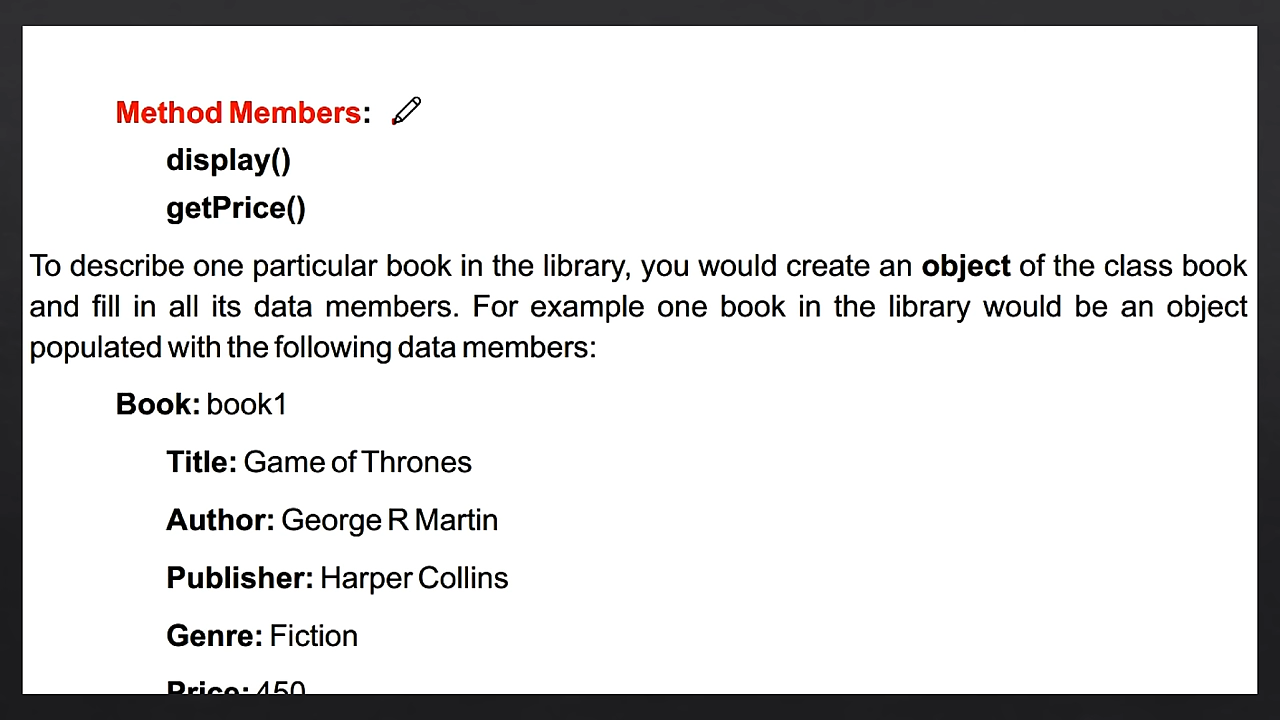 Method Members:
display()
getPrice()
To describe one particular book in the library, you would create an object of the class book
and fill in all its data members. For example one book in the library would be an object
populated with the following data members:
Book: book1
Title: Game of Thrones
Author: George R Martin
Publisher: Harper Collins
Genre: Fiction
Price: 450